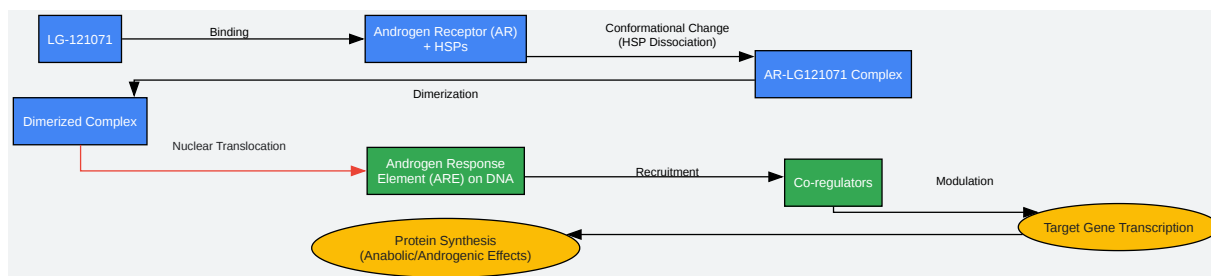 LG-121071
Binding
Androgen Receptor (AR)
+ HSPs
Conformational Change
(HSP Dissociation)
AR-LG121071 Complex
Dimerization
Dimerized Complex
Nuclear Translocation
Androgen Response
Element (ARE) on DNA
Recruitment
Co-regulators
Modulation
Target Gene Transcription
Protein Synthesis
(Anabolic/Androgenic Effects)